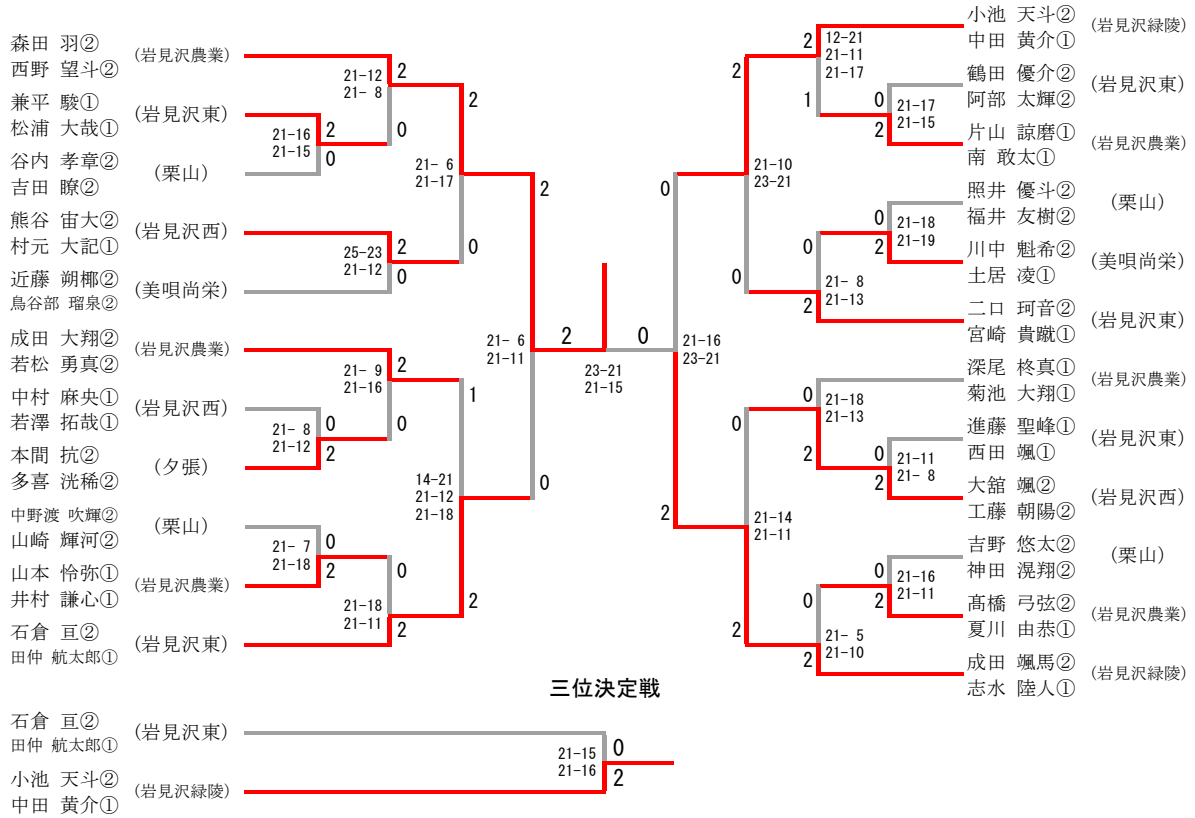 森田 羽②
西野 望斗②
(岩見沢農業)
兼平 駿①
松浦 大哉①
(岩見沢東)
谷内 孝章②
吉田 瞭②
(栗山)
熊谷 宙大②
村元 大記①
(岩見沢西)
近藤 朔椰②
鳥谷部 瑠泉②
(美唄尚栄)
成田 大翔②
若松 勇真②
(岩見沢農業)
中村 麻央①
若澤 拓哉①
(岩見沢西)
本間 抗②
多喜 洸稀②
(夕張)
中野渡 吹輝②
山崎 輝河②
(栗山)
山本 怜弥①
井村 謙心①
(岩見沢農業)
石倉 亘②
田仲 航太郎①
(岩見沢東)
21-16
21-15
2
0
21-12
21- 8
2
0
25-23
21-12
2
0
21- 6
21-17
2
0
21- 8
21-12
0
2
21- 9
21-16
2
0
21- 7
21-18
0
2
21-18
21-11
0
2
14-21
21-12
21-18
1
2
21- 6
21-11
2
0
2
0
23-21
21-15
小池 天斗②
中田 黄介①
(岩見沢緑陵)
鶴田 優介②
阿部 太輝②
(岩見沢東)
片山 諒磨①
南 敢太①
(岩見沢農業)
照井 優斗②
福井 友樹②
(栗山)
川中 魁希②
土居 凌①
(美唄尚栄)
二口 珂音②
宮崎 貴蹴①
(岩見沢東)
深尾 柊真①
菊池 大翔①
(岩見沢農業)
進藤 聖峰①
西田 颯①
(岩見沢東)
大舘 颯②
工藤 朝陽②
(岩見沢西)
吉野 悠太②
神田 滉翔②
(栗山)
髙橋 弓弦②
夏川 由恭①
(岩見沢農業)
成田 颯馬②
志水 陸人①
(岩見沢緑陵)
0
2
21-17
21-15
2
1
12-21
21-11
21-17
0
2
21-18
21-19
0
2
21- 8
21-13
2
0
21-10
23-21
0
2
21-11
21- 8
0
2
21-18
21-13
0
2
21-16
21-11
0
2
21- 5
21-10
0
2
21-14
21-11
0
2
21-16
23-21
三位決定戦
石倉 亘②
田仲 航太郎①
(岩見沢東)
小池 天斗②
中田 黄介①
(岩見沢緑陵)
21-15
21-16
0
2